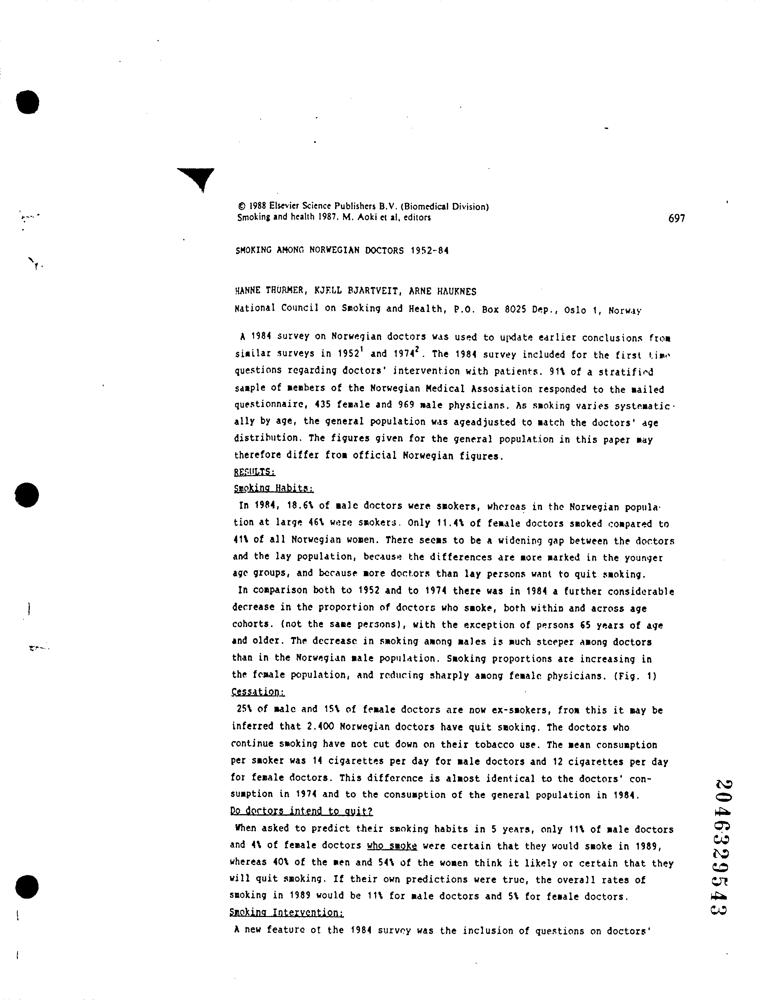 © 1988 Elsevier Science Publishers B.V. (Biomedical Division)
Smoking and health 1987. M. Aoki et al, editors
697
SMOKING AMONG NORWEGIAN DOCTORS 1952-84
HANNE THÜRMER, KJELL BJARTVEIT, ARNE HAUKNES
National Council on Smoking and Health, P.O. Box 8025 Dep., Oslo 1, Norway
A 1984 survey on Norwegian doctors was used to update earlier conclusions from
similar surveys in 1952¹ and 1974². The 1984 survey included for the first time
questions regarding doctors' intervention with patients. 91% of a stratified
sample of members of the Norwegian Medical Assosiation responded to the mailed
questionnaire, 435 female and 969 male physicians. As smoking varies systematic-
ally by age, the general population was ageadjusted to match the doctors' age
distribution. The figures given for the general population in this paper may
therefore differ from official Norwegian figures.
RESULTS:
Smoking Habits:
In 1984, 18.6% of male doctors were smokers, whereas in the Norwegian popula-
tion at large 46% were smokers. Only 11.4% of female doctors smoked compared to
41% of all Norwegian women. There seems to be a widening gap between the doctors
and the lay population, because the differences are more marked in the younger
age groups, and because more doctors than lay persons want to quit smoking.
In comparison both to 1952 and to 1974 there was in 1984 a further considerable
decrease in the proportion of doctors who smoke, both within and across age
cohorts. (not the same persons), with the exception of persons 65 years of age
and older. The decrease in smoking among males is much steeper among doctors
than in the Norwegian male population. Smoking proportions are increasing in
the female population, and reducing sharply among female physicians. (Fig. 1)
Cessation:
25% of male and 15% of female doctors are now ex-smokers, from this it may be
inferred that 2.400 Norwegian doctors have quit smoking. The doctors who
continue smoking have not cut down on their tobacco use. The mean consumption
per smoker was 14 cigarettes per day for male doctors and 12 cigarettes per day
for female doctors. This difference is almost identical to the doctors' con-
sumption in 1974 and to the consumption of the general population in 1984.
Do doctors intend to quit?
When asked to predict their smoking habits in 5 years, only 11% of male doctors
and 4% of female doctors who smoke were certain that they would smoke in 1989,
whereas 40% of the men and 54% of the women think it likely or certain that they
will quit smoking. If their own predictions were true, the overall rates of
smoking in 1989 would be 11% for male doctors and 5% for female doctors.
Smoking Intervention:
A new feature of the 1984 survey was the inclusion of questions on doctors'
2046329543